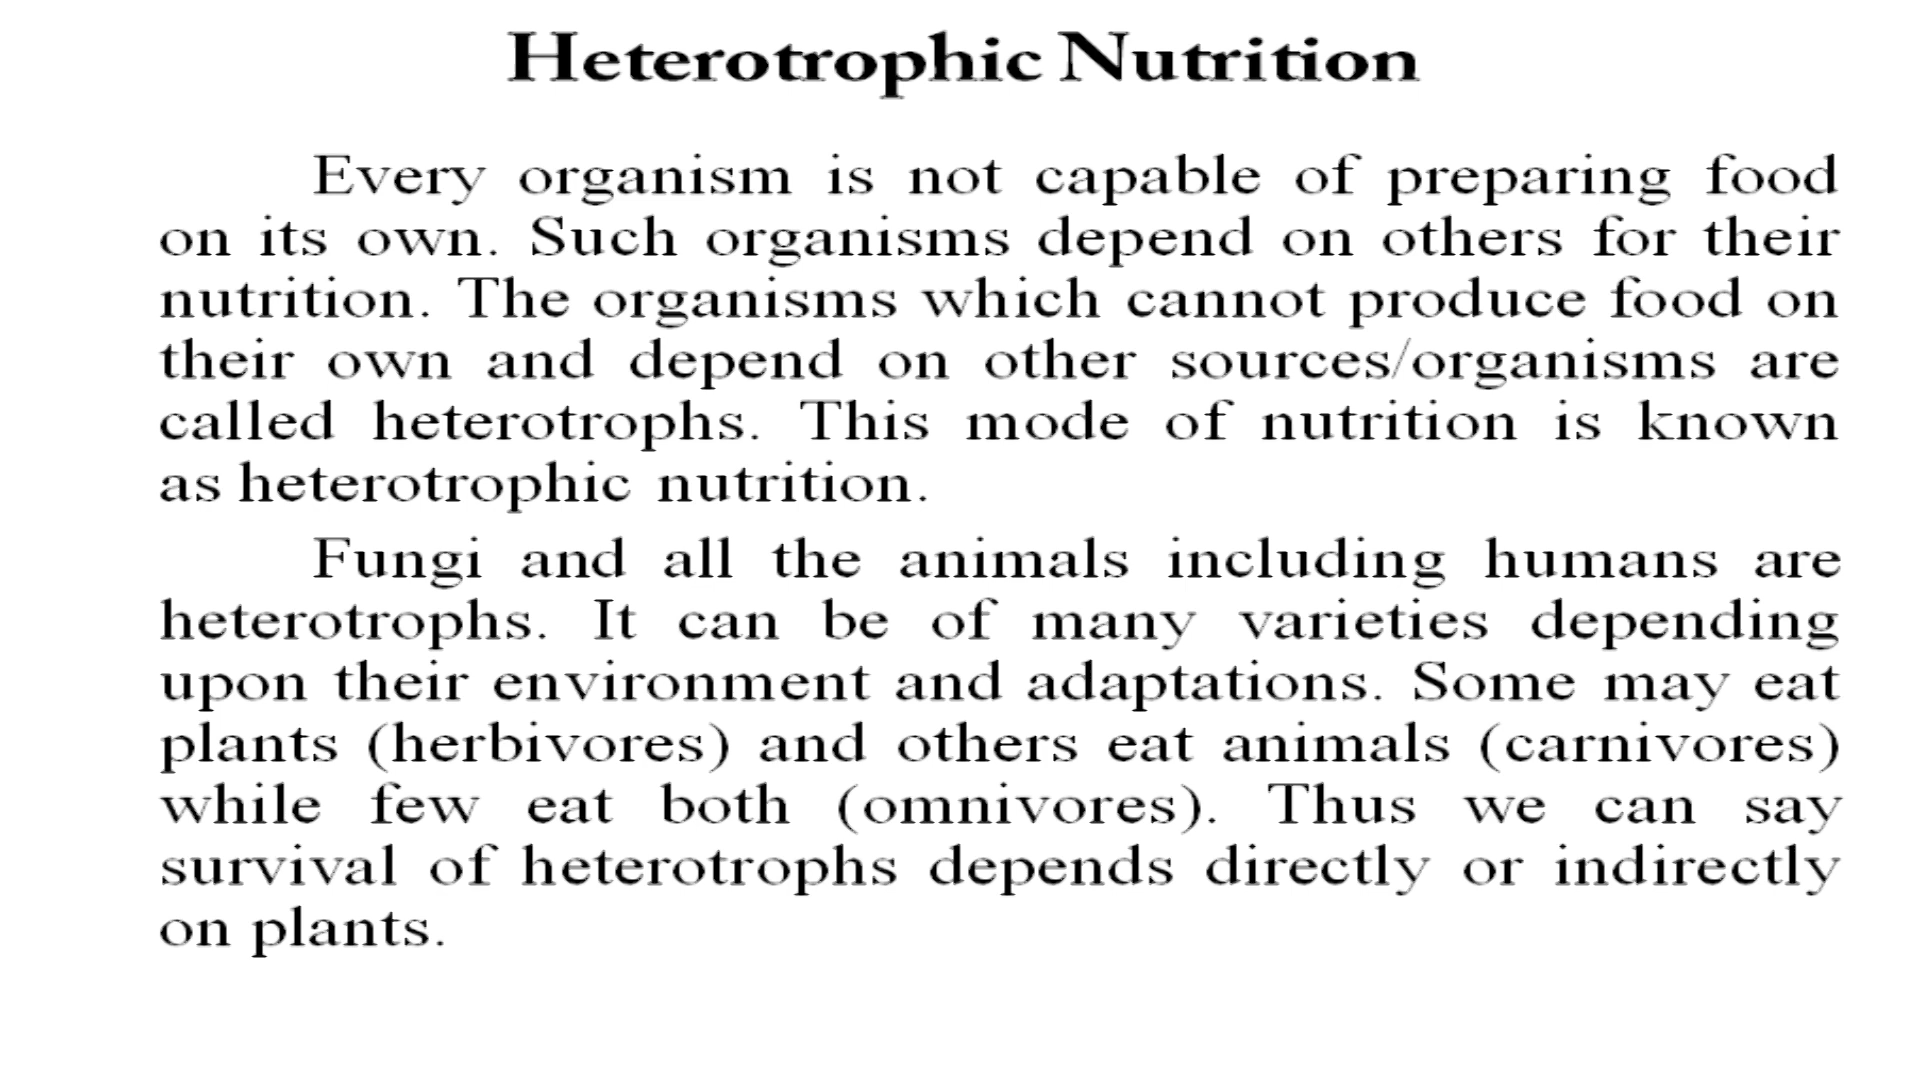 Heterotrophic Nutrition
Every organism is not capable of preparing food
on its own. Such organisms depend on others for their
nutrition. The organisms which cannot produce food on
their own and depend on other sources/organisms are
called heterotrophs. This mode of nutrition is known
as heterotrophic nutrition.
Fungi and all the animals including humans are
heterotrophs. It can be of many varieties depending
upon their environment and adaptations. Some may eat
plants (herbivores) and others eat animals (carnivores)
while few eat both (omnivores). Thus we can say
survival of heterotrophs depends directly or indirectly
on plants.